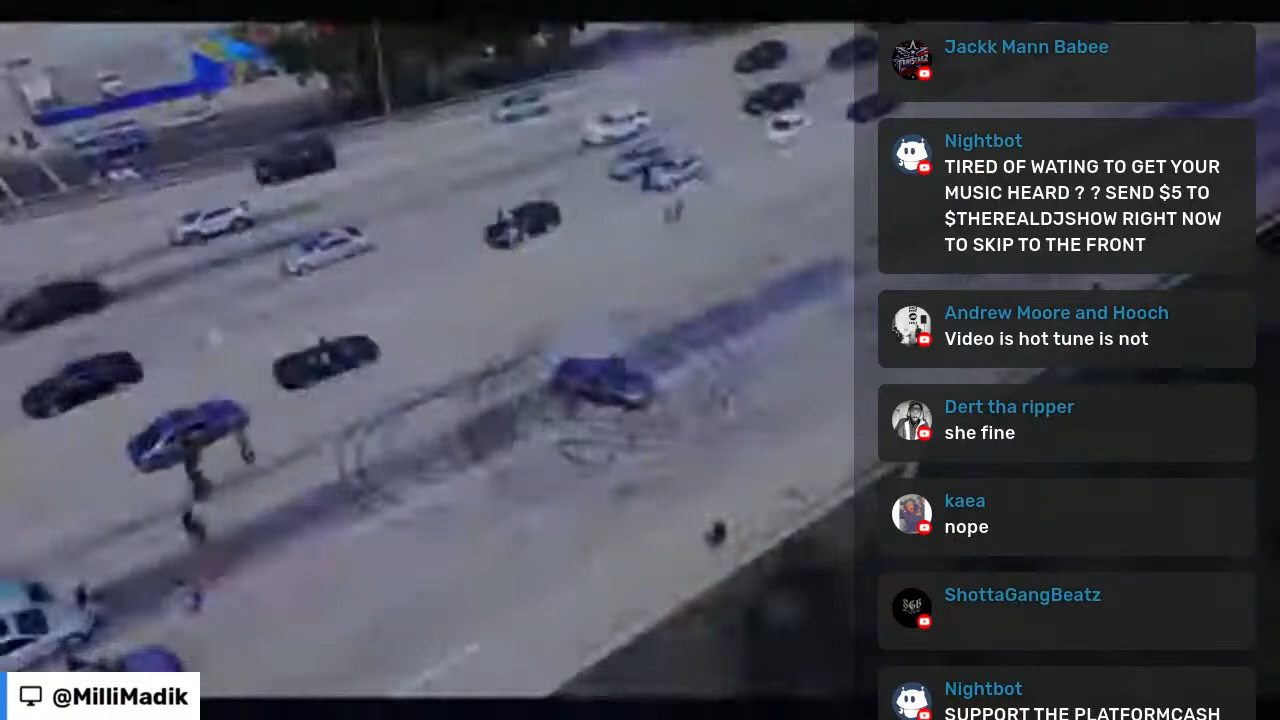 Jackk Mann Babee
Nightbot
TIRED OF WATING TO GET YOUR
MUSIC HEARD ? ? SEND $5 TO
$THEREALDJSHOW RIGHT NOW
TO SKIP TO THE FRONT
Andrew Moore and Hooch
Video is hot tune is not
Dert tha ripper
she fine
kaea
nope
ShottaGangBeatz
Nightbot
SUPPORT THE PLATFORMCASH
@MilliMadik